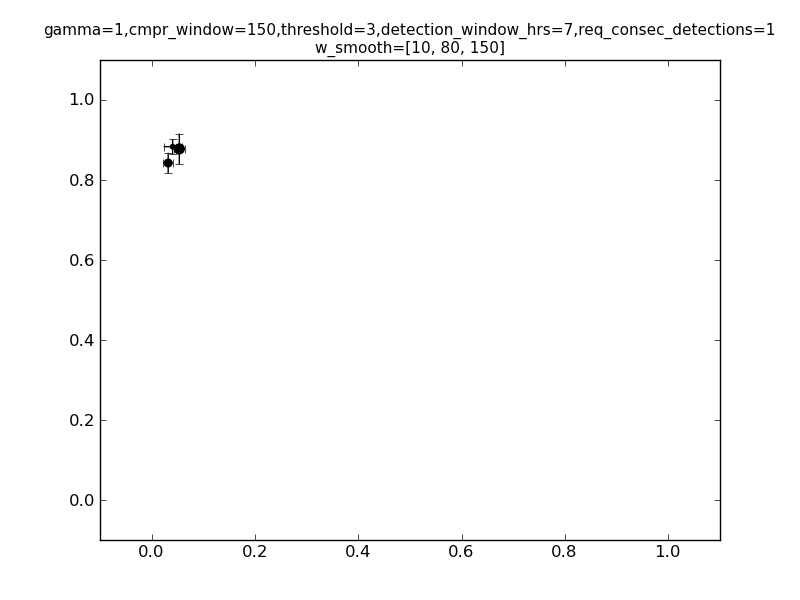 gamma=1,cmpr_window=150,threshold=3,detection_window_hrs=7,req_consec_detections=1
w_smooth=[10, 80, 150]
1.0
0.8
0.6
0.4
0.2
0.0
0.0 0.2 0.4 0.6 0.8 1.0